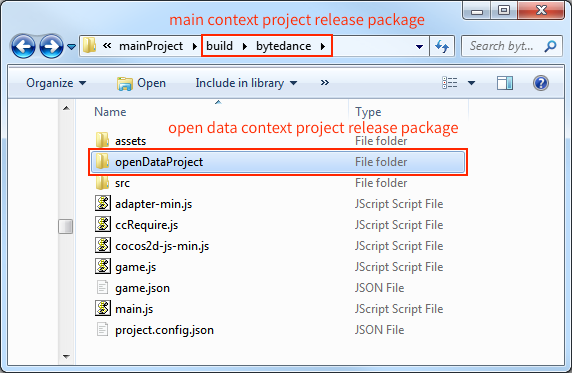 main context project release package
mainProject build bytedance
Search byt...
Organize Open Include in library
Name Type
open data context project release package
assets File folder
openDataProject File folder
src File folder
adapter-min.js JScript Script File
ccRequire.js JScript Script File
cocos2d-js-min.js JScript Script File
game.js JScript Script File
game.json JSON File
main.js JScript Script File
project.config.json JSON File